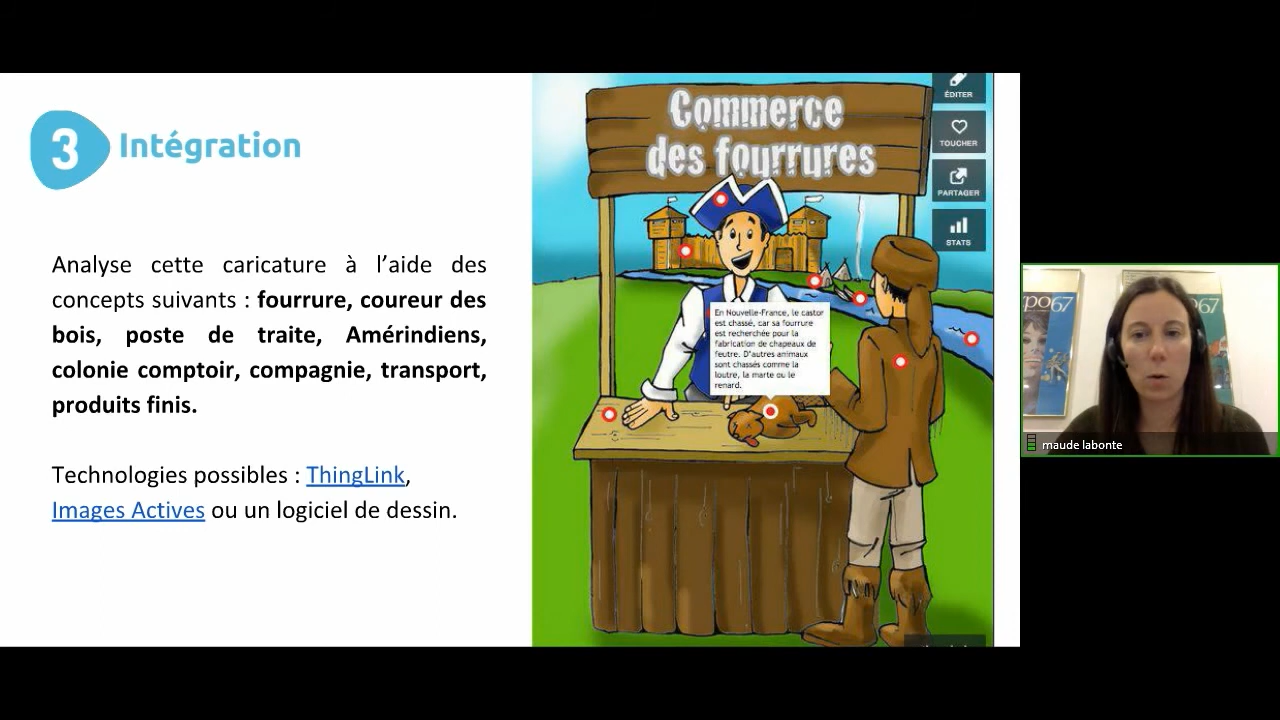 3 Intégration
Analyse cette caricature à l’aide des
concepts suivants : fourrure, coureur des
bois, poste de traite, Amérindiens,
colonie comptoir, compagnie, transport,
produits finis.
Technologies possibles : ThingLink,
Images Actives ou un logiciel de dessin.
Commerce
des fourrures
ÉDITER
TOUCHER
PARTAGER
STATS
En Nouvelle-France, le castor
est chassé, car sa fourrure
est recherchée pour la
fabrication de chapeaux de
feutre. D'autres animaux
sont chassés comme la
loutre, la marte ou le
renard.
po67
67
maude labonte